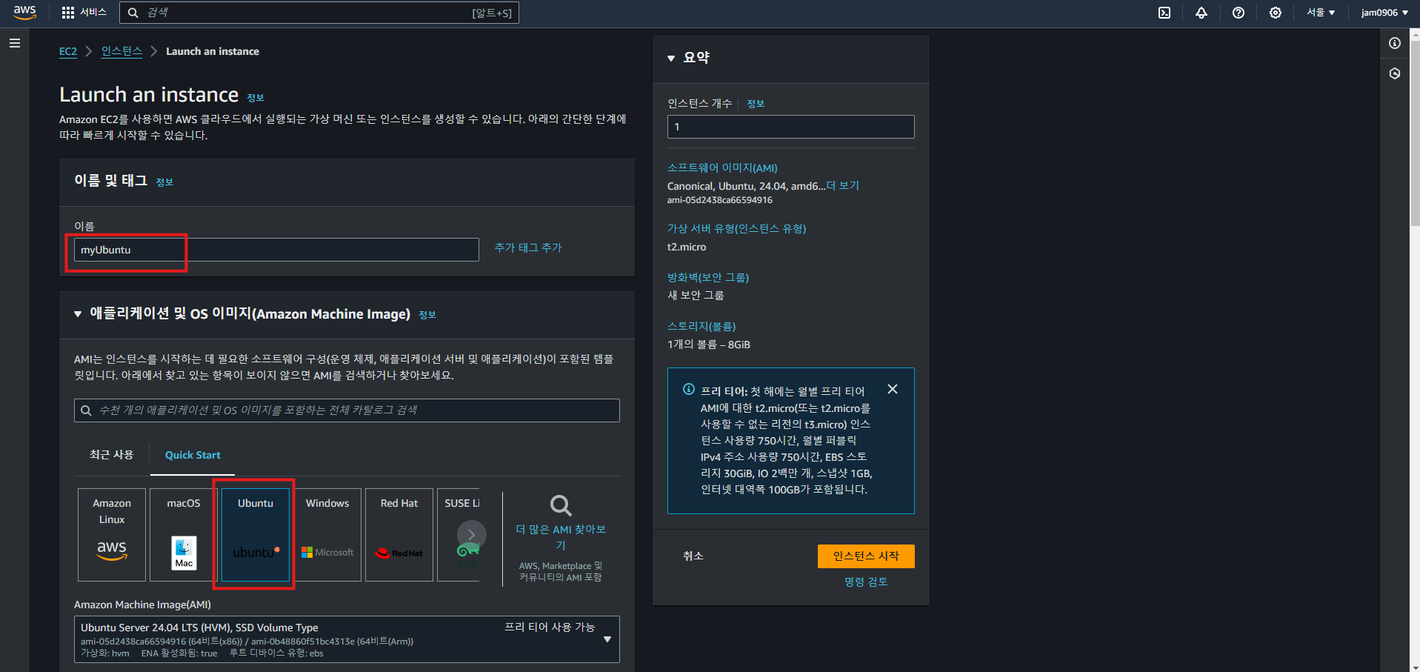 aws
서비스
검색
[알트+S]
서울 ▼
jam0906 ▼
EC2 > 인스턴스 > Launch an instance
Launch an instance 정보
Amazon EC2를 사용하면 AWS 클라우드에서 실행되는 가상 머신 또는 인스턴스를 생성할 수 있습니다. 아래의 간단한 단계에
따라 빠르게 시작할 수 있습니다.
이름 및 태그 정보
이름
myUbuntu
추가 태그 추가
▼ 애플리케이션 및 OS 이미지(Amazon Machine Image) 정보
AMI는 인스턴스를 시작하는 데 필요한 소프트웨어 구성(운영 체제, 애플리케이션 서버 및 애플리케이션)이 포함된 템플
릿입니다. 아래에서 찾고 있는 항목이 보이지 않으면 AMI를 검색하거나 찾아보세요.
수천 개의 애플리케이션 및 OS 이미지를 포함하는 전체 카탈로그 검색
최근 사용
Quick Start
Amazon
Linux
aws
macOS
Mac
Ubuntu
ubuntu
Windows
Microsoft
Red Hat
Red Hat
SUSE Li
더 많은 AMI 찾아보
기
AWS, Marketplace 및
커뮤니티의 AMI 포함
Amazon Machine Image(AMI)
Ubuntu Server 24.04 LTS (HVM), SSD Volume Type
프리 티어 사용 가능
ami-05d2438ca66594916 (64비트(x86)) / ami-0b48860f51bc4313e (64비트(Arm))
가상화: hvm ENA 활성화됨: true 루트 디바이스 유형: ebs
▼ 요약
인스턴스 개수 정보
1
소프트웨어 이미지(AMI)
Canonical, Ubuntu, 24.04, amd6...더 보기
ami-05d2438ca66594916
가상 서버 유형(인스턴스 유형)
t2.micro
방화벽(보안 그룹)
새 보안 그룹
스토리지(볼륨)
1개의 볼륨 – 8GiB
프리 티어: 첫 해에는 월별 프리 티어
AMI에 대한 t2.micro(또는 t2.micro를
사용할 수 없는 리전의 t3.micro) 인스
턴스 사용량 750시간, 월별 퍼블릭
IPv4 주소 사용량 750시간, EBS 스토
리지 30GiB, IO 2백만 개, 스냅샷 1GB,
인터넷 대역폭 100GB가 포함됩니다.
취소
인스턴스 시작
명령 검토